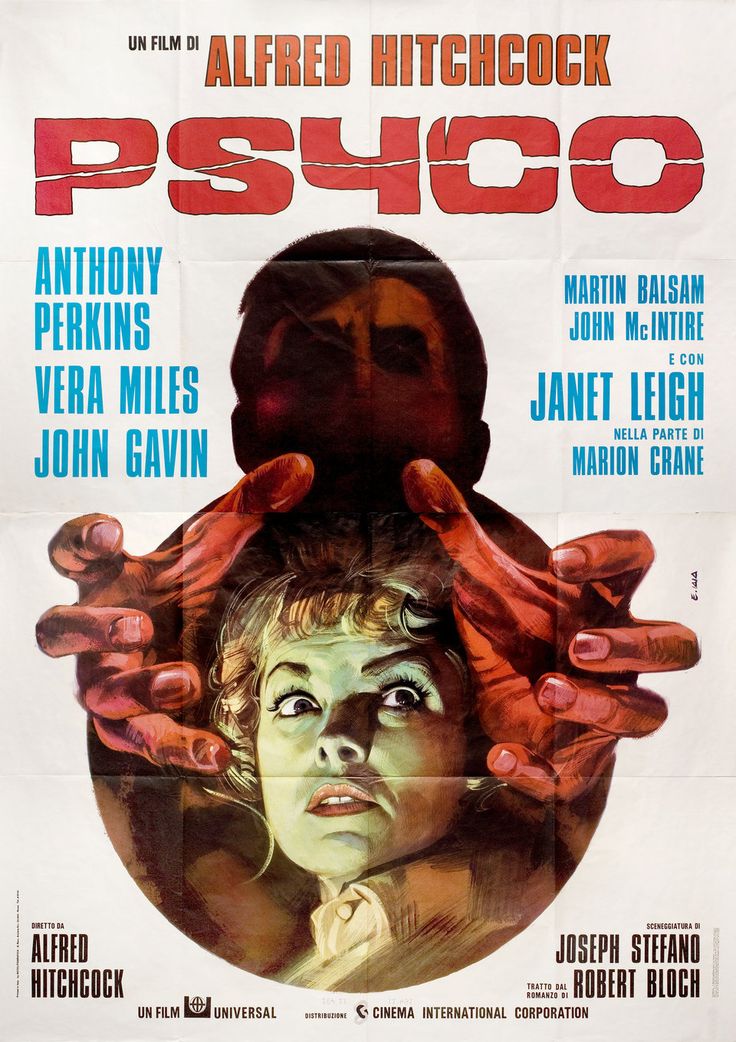 UN FILM DI ALFRED HITCHCOCK
PSYCO
ANTHONY
PERKINS
VERA MILES
JOHN GAVIN
MARTIN BALSAM
JOHN McINTIRE
E CON
JANET LEIGH
NELLA PARTE DI
MARION CRANE
DIRETTO DA
ALFRED
HITCHCOCK
SCENEGGIATURA DI
JOSEPH STEFANO
TRATTO DAL
ROMANZO DI ROBERT BLOCH
UN FILM UNIVERSAL DISTRIBUZIONE CINEMA INTERNATIONAL CORPORATION